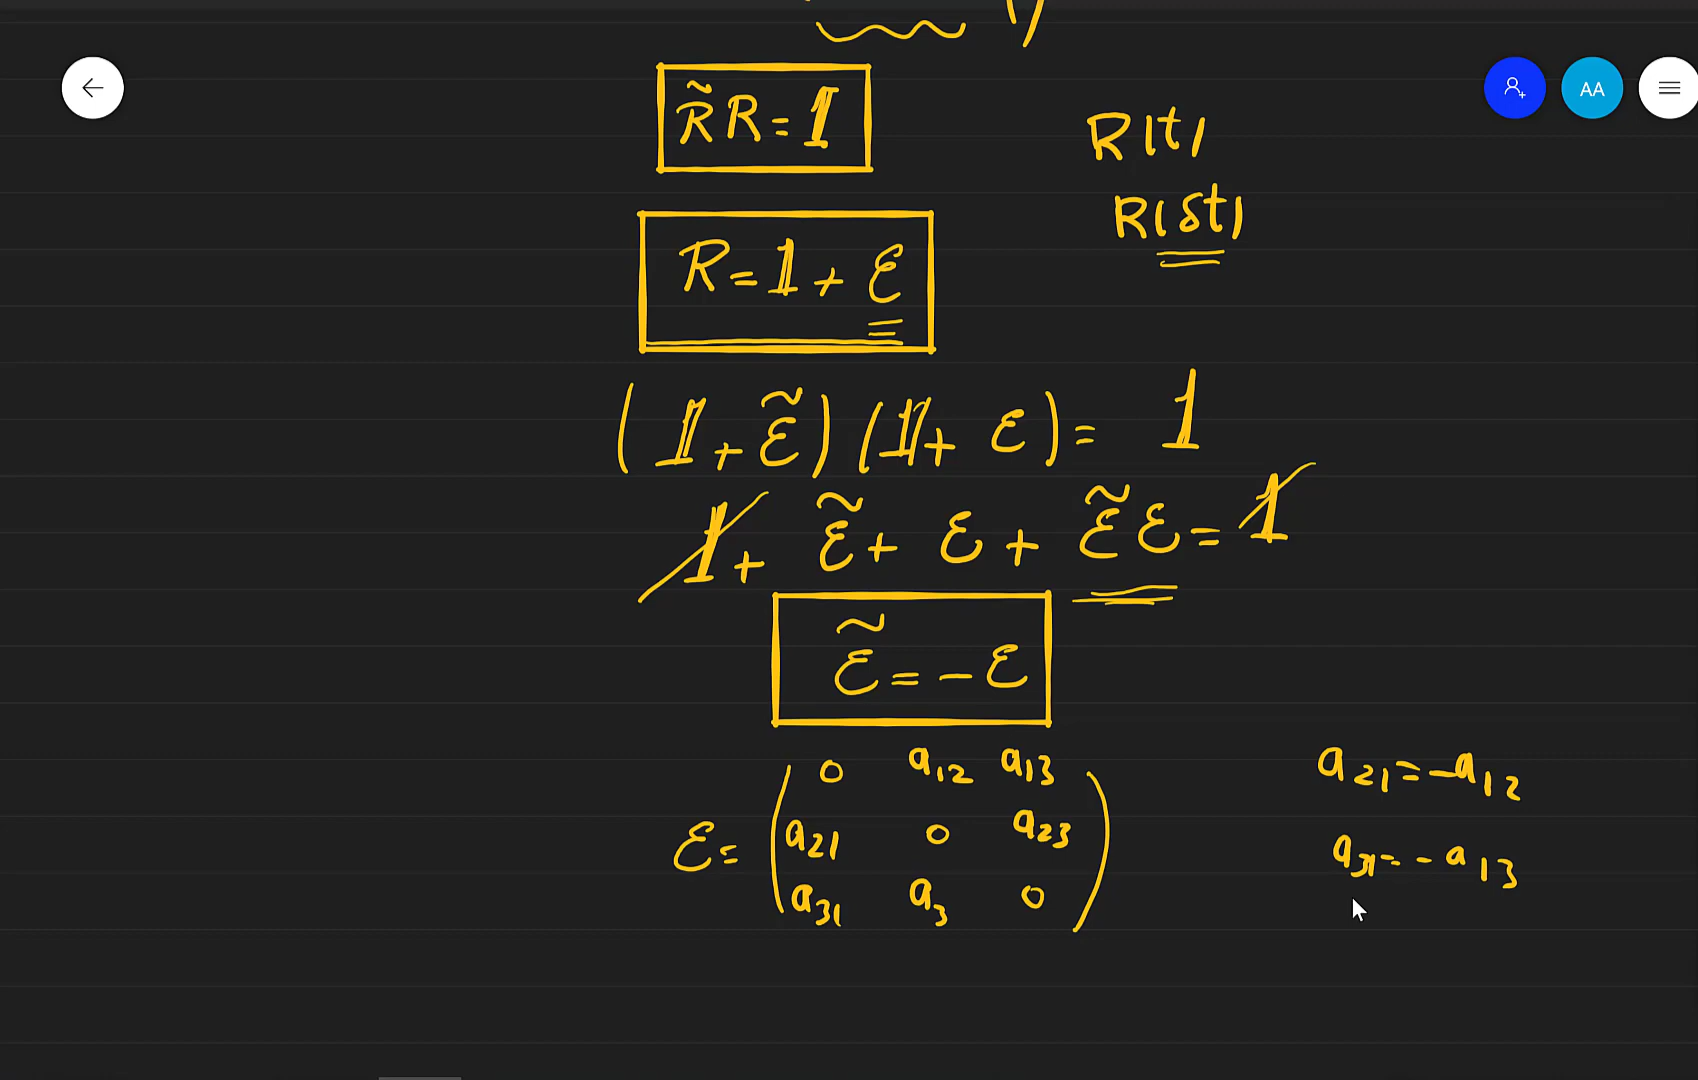 R̃R=𝟙
R(t)
R(δt)
R=𝟙+ε
(𝟙+ε̃)(𝟙+ε)=𝟙
𝟙+ε̃+ε+ε̃ε=𝟙
ε̃=-ε
0 a₁₂ a₁₃
ε= a₂₁ 0 a₂₃
a₃₁ a₃ 0
a₂₁=-a₁₂
a₃₁=-a₁₃
AA